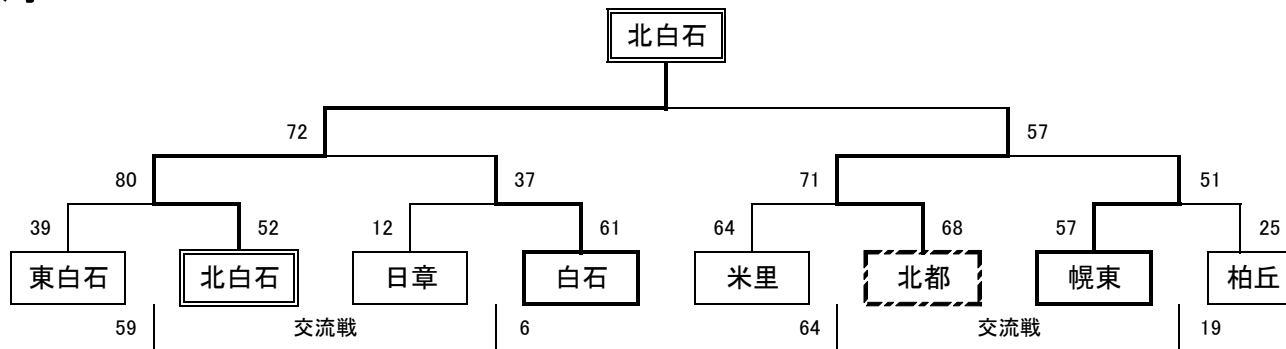 北白石
72 57
80 37 71 51
39 52 12 61 64 68 57 25
東白石 北白石 日章 白石 米里 北都 幌東 柏丘
59 交流戦 6 64 交流戦 19